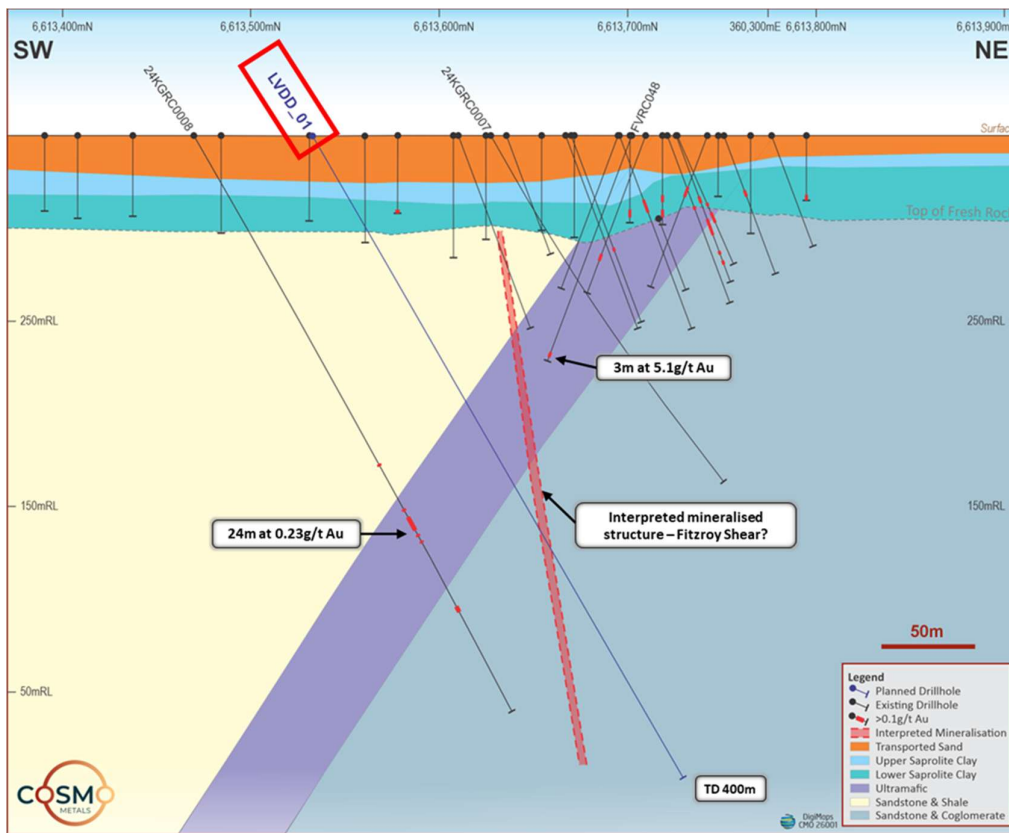 6,613,400mN
6,613,500mN
6,613,600mN
6,613,700mN
360,300mE
6,613,800mN
6,613,900mN
SW
NE
24KGRC0008
LVDD_01
24KGRC0007
FVRC048
Surfac
Top of Fresh Roc
250mRL
250mRL
3m at 5.1g/t Au
150mRL
150mRL
24m at 0.23g/t Au
Interpreted mineralised
structure – Fitzroy Shear?
50m
50mRL
TD 400m
Legend
Planned Drillhole
Existing Drillhole
>0.1g/t Au
Interpreted Mineralisation
Transported Sand
Upper Saprolite Clay
Lower Saprolite Clay
Ultramafic
Sandstone & Shale
Sandstone & Coglomerate
COSMO
METALS
DigiMaps
CMO 26001